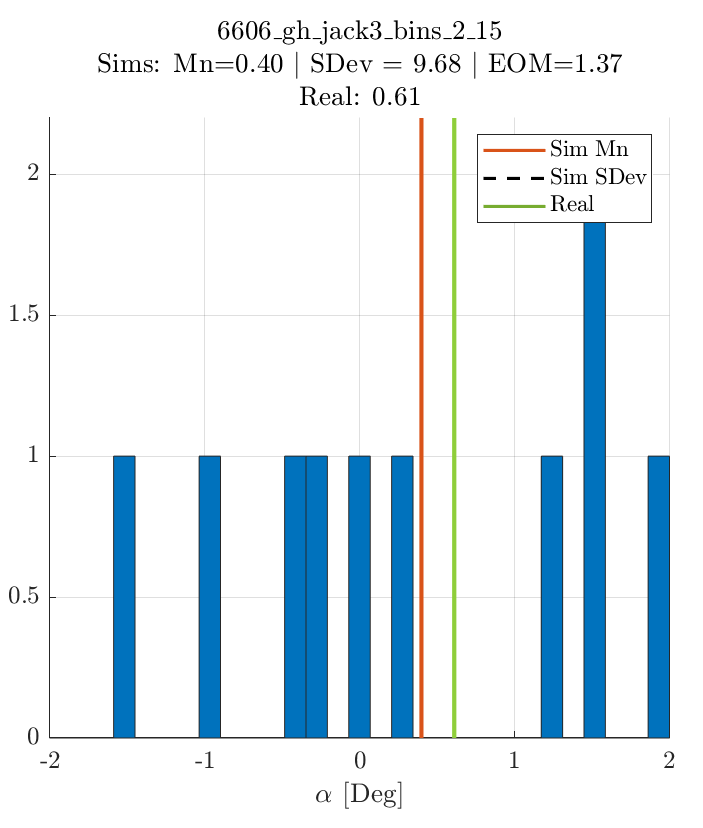 6606_gh_jack3_bins_2_15
Sims: Mn=0.40 | SDev = 9.68 | EOM=1.37
Real: 0.61
Sim Mn
Sim SDev
Real
2
1.5
1
0.5
0
-2 -1 0 1 2
α [Deg]